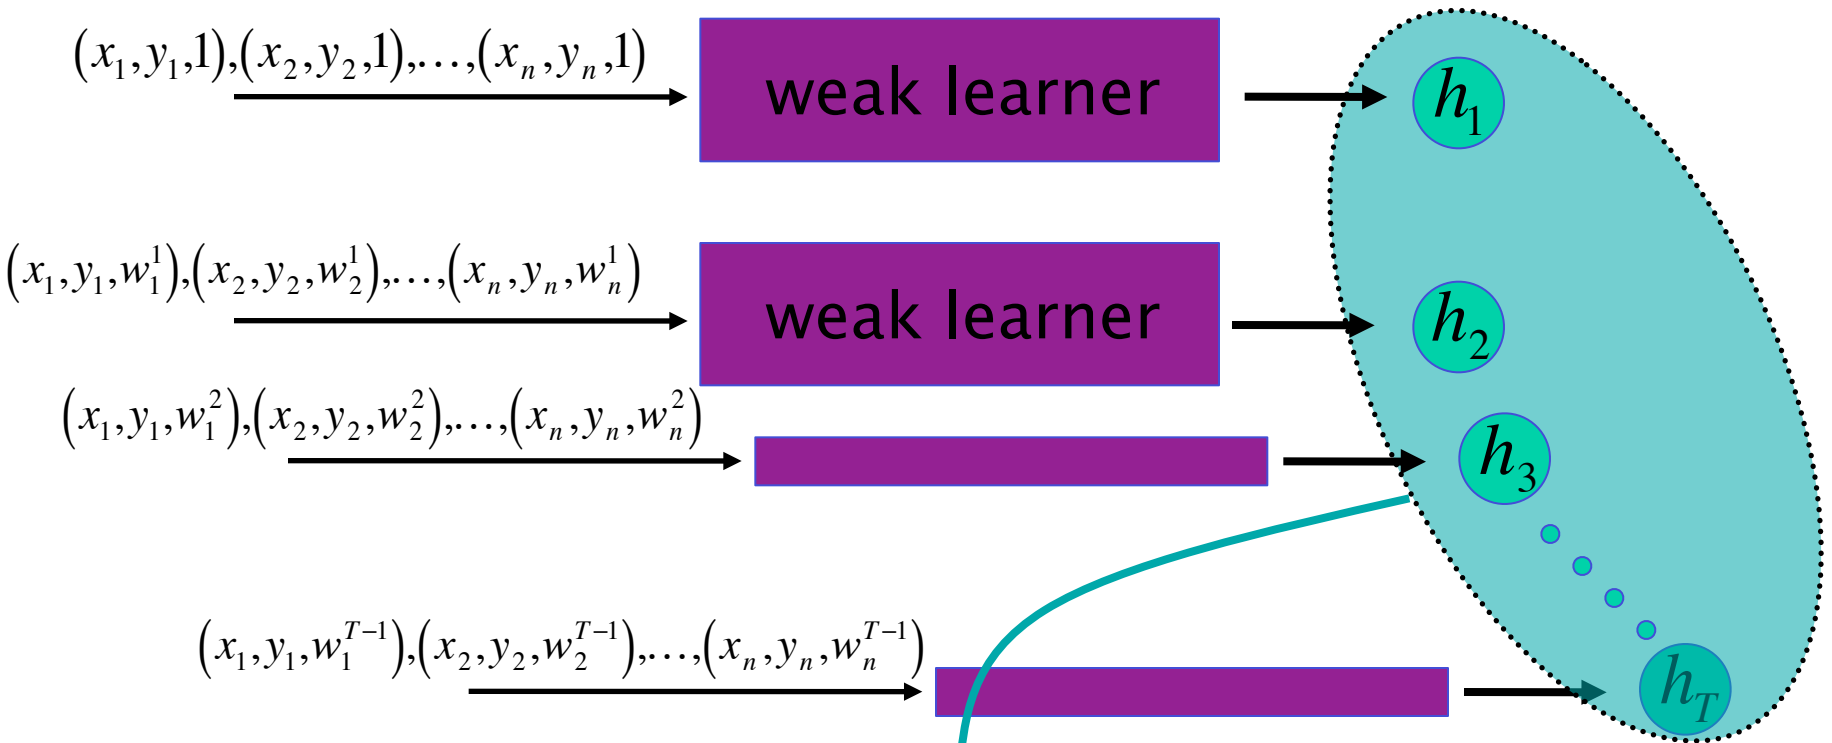 (x₁,y₁,1),(x₂,y₂,1),...,(xₙ,yₙ,1)
weak learner
h₁
(x₁,y₁,w₁¹),(x₂,y₂,w₂¹),...,(xₙ,yₙ,wₙ¹)
weak learner
h₂
(x₁,y₁,w₁²),(x₂,y₂,w₂²),...,(xₙ,yₙ,wₙ²)
h₃
(x₁,y₁,w₁ᵀ⁻¹),(x₂,y₂,w₂ᵀ⁻¹),...,(xₙ,yₙ,wₙᵀ⁻¹)
h_T